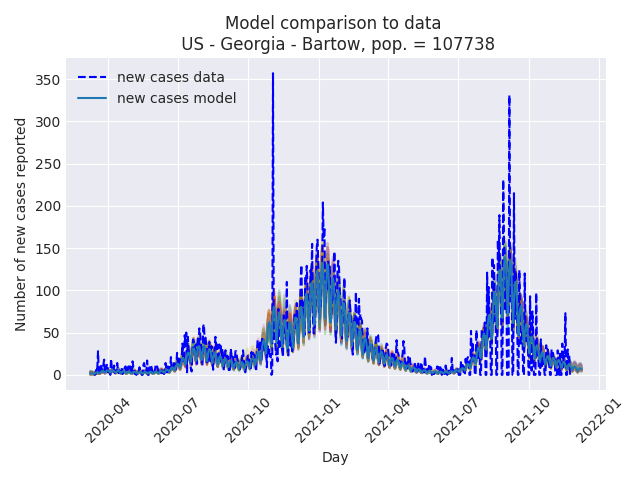 Model comparison to data
US - Georgia - Bartow, pop. = 107738
new cases data
new cases model
Number of new cases reported
350
300
250
200
150
100
50
0
2020-04
2020-07
2020-10
2021-01
2021-04
2021-07
2021-10
2022-01
Day